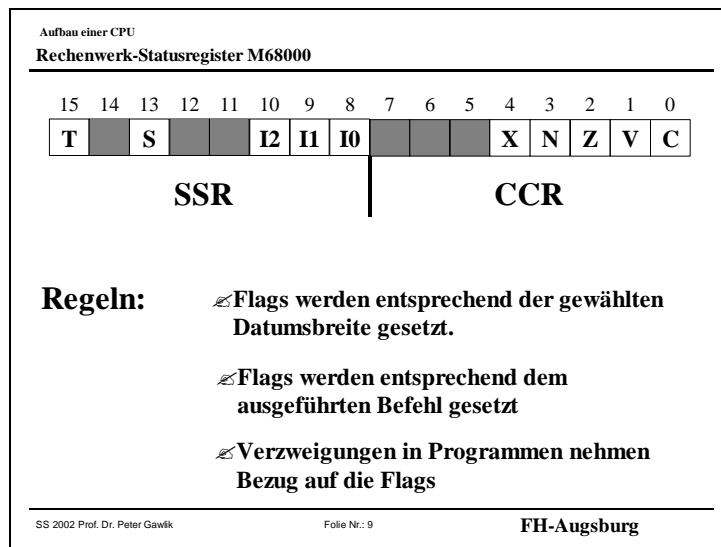 Aufbau einer CPU
Rechenwerk-Statusregister M68000
15 14 13 12 11 10 9 8 7 6 5 4 3 2 1 0
T S I2 I1 I0 X N Z V C
SSR CCR
Regeln:
Flags werden entsprechend der gewählten
Datumsbreite gesetzt.
Flags werden entsprechend dem
ausgeführten Befehl gesetzt
Verzweigungen in Programmen nehmen
Bezug auf die Flags
SS 2002 Prof. Dr. Peter Gawlik Folie Nr.: 9 FH-Augsburg